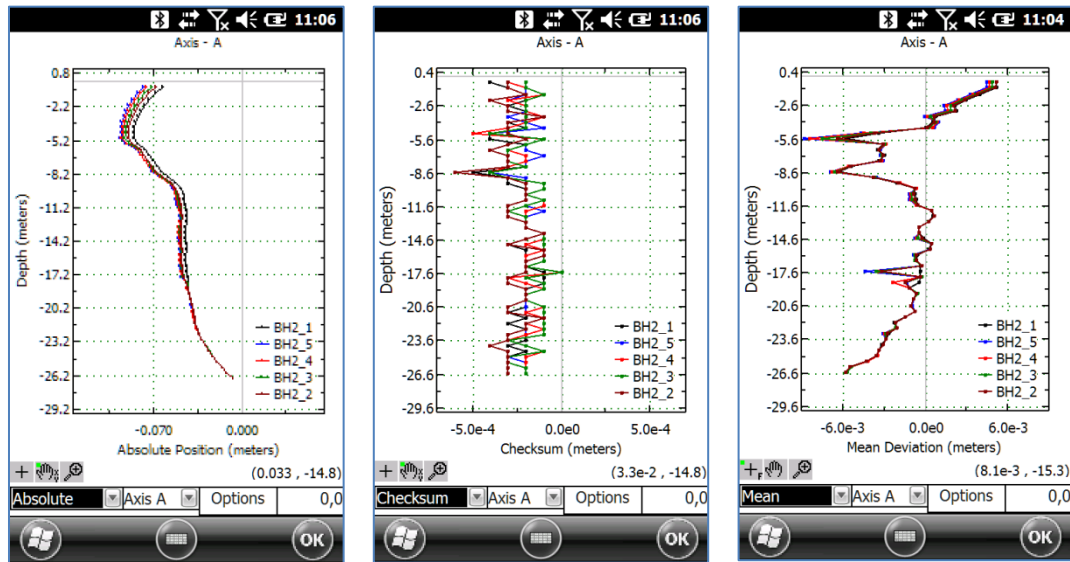 11:06
Axis - A
0.8
-2.2
-5.2
-8.2
-11.2
-14.2
-17.2
-20.2
-23.2
-26.2
-29.2
Depth (meters)
BH2_1
BH2_5
BH2_4
BH2_3
BH2_2
-0.070 0.000
Absolute Position (meters)
(0.033 , -14.8)
Absolute Axis A Options 0,0
OK
11:06
Axis - A
0.4
-2.6
-5.6
-8.6
-11.6
-14.6
-17.6
-20.6
-23.6
-26.6
-29.6
Depth (meters)
BH2_1
BH2_5
BH2_4
BH2_3
BH2_2
-5.0e-4 0.0e0 5.0e-4
Checksum (meters)
(3.3e-2 , -14.8)
Checksum Axis A Options 0,0
OK
11:04
Axis - A
0.4
-2.6
-5.6
-8.6
-11.6
-14.6
-17.6
-20.6
-23.6
-26.6
-29.6
Depth (meters)
BH2_1
BH2_5
BH2_4
BH2_3
BH2_2
-6.0e-3 0.0e0 6.0e-3
Mean Deviation (meters)
(8.1e-3 , -15.3)
Mean Axis A Options 0,0
OK